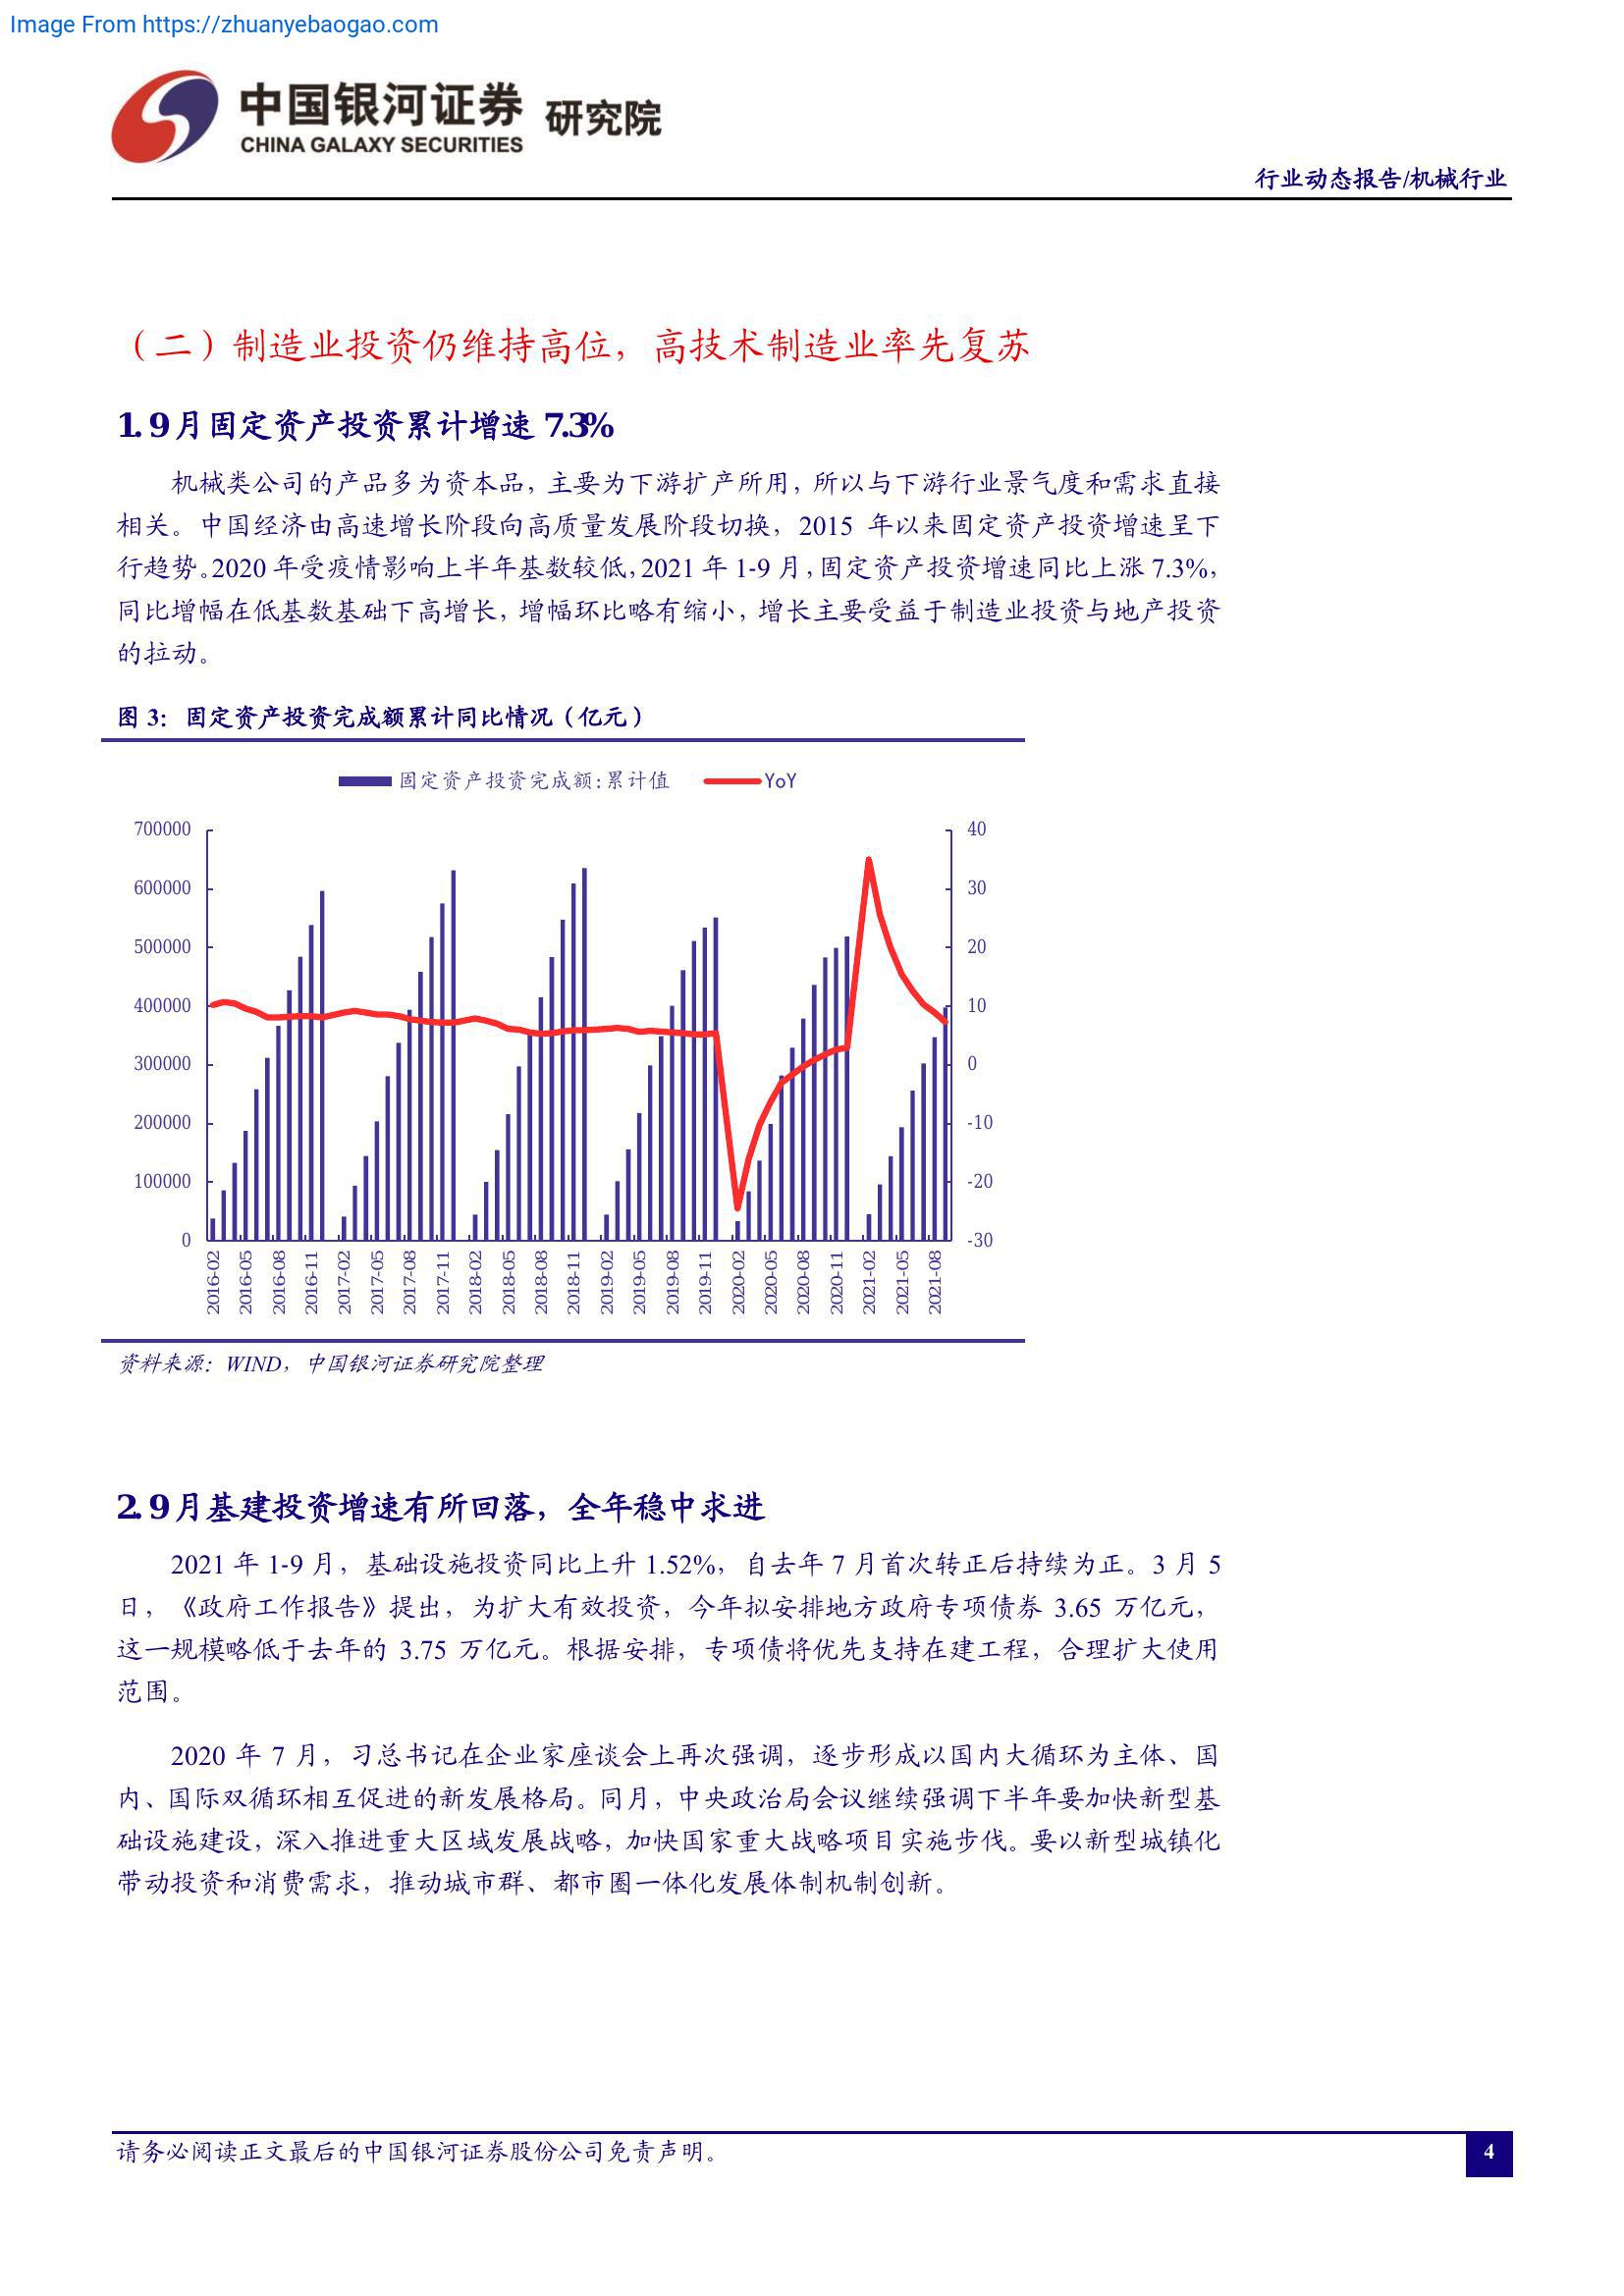 Image From https://zhuanyebaogao.com
中国银河证券 研究院
CHINA GALAXY SECURITIES
行业动态报告/机械行业
（二）制造业投资仍维持高位，高技术制造业率先复苏
1. 9月固定资产投资累计增速 7.3%
机械类公司的产品多为资本品，主要为下游扩产所用，所以与下游行业景气度和需求直接
相关。中国经济由高速增长阶段向高质量发展阶段切换，2015 年以来固定资产投资增速呈下
行趋势。2020 年受疫情影响上半年基数较低，2021 年 1-9 月，固定资产投资增速同比上涨 7.3%，
同比增幅在低基数基础下高增长，增幅环比略有缩小，增长主要受益于制造业投资与地产投资
的拉动。
图 3：固定资产投资完成额累计同比情况（亿元）
固定资产投资完成额:累计值 YoY
700000 40
600000 30
500000 20
400000 10
300000 0
200000 -10
100000 -20
0 -30
2016-02 2016-05 2016-08 2016-11 2017-02 2017-05 2017-08 2017-11 2018-02 2018-05 2018-08 2018-11 2019-02 2019-05 2019-08 2019-11 2020-02 2020-05 2020-08 2020-11 2021-02 2021-05 2021-08
资料来源：WIND，中国银河证券研究院整理
2. 9月基建投资增速有所回落，全年稳中求进
2021 年 1-9 月，基础设施投资同比上升 1.52%，自去年 7 月首次转正后持续为正。3 月 5
日，《政府工作报告》提出，为扩大有效投资，今年拟安排地方政府专项债券 3.65 万亿元，
这一规模略低于去年的 3.75 万亿元。根据安排，专项债将优先支持在建工程，合理扩大使用
范围。
2020 年 7 月，习总书记在企业家座谈会上再次强调，逐步形成以国内大循环为主体、国
内、国际双循环相互促进的新发展格局。同月，中央政治局会议继续强调下半年要加快新型基
础设施建设，深入推进重大区域发展战略，加快国家重大战略项目实施步伐。要以新型城镇化
带动投资和消费需求，推动城市群、都市圈一体化发展体制机制创新。
请务必阅读正文最后的中国银河证券股份公司免责声明。
4